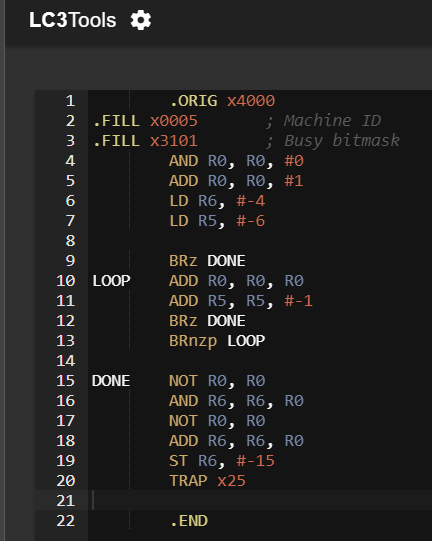 LC3Tools
1 .ORIG x4000
2 .FILL x0005 ; Machine ID
3 .FILL x3101 ; Busy bitmask
4 AND R0, R0, #0
5 ADD R0, R0, #1
6 LD R6, #-4
7 LD R5, #-6
8
9 BRz DONE
10 LOOP ADD R0, R0, R0
11 ADD R5, R5, #-1
12 BRz DONE
13 BRnzp LOOP
14
15 DONE NOT R0, R0
16 AND R6, R6, R0
17 NOT R0, R0
18 ADD R6, R6, R0
19 ST R6, #-15
20 TRAP x25
21
22 .END